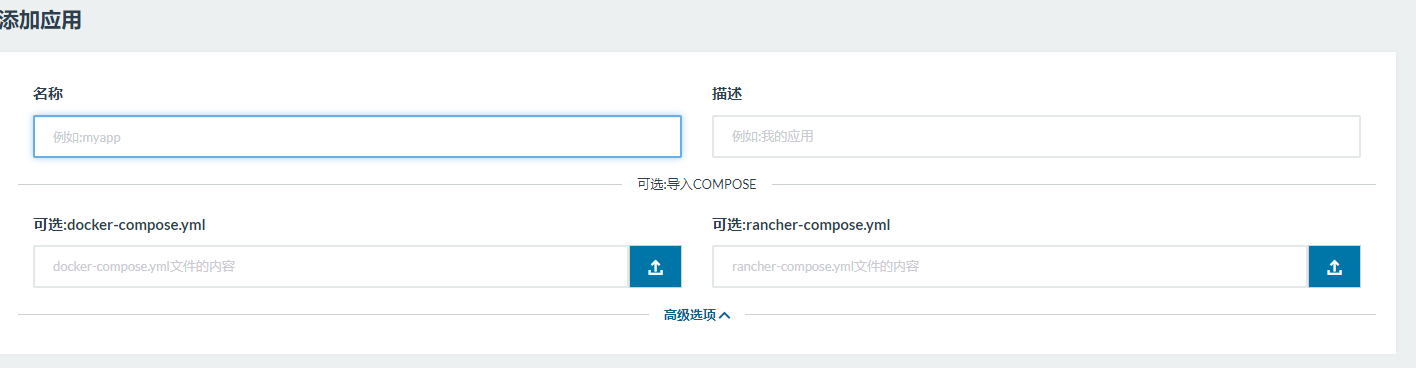 添加应用
名称
描述
例如:myapp
例如:我的应用
可选:导入COMPOSE
可选:docker-compose.yml
可选:rancher-compose.yml
docker-compose.yml文件的内容
rancher-compose.yml文件的内容
高级选项